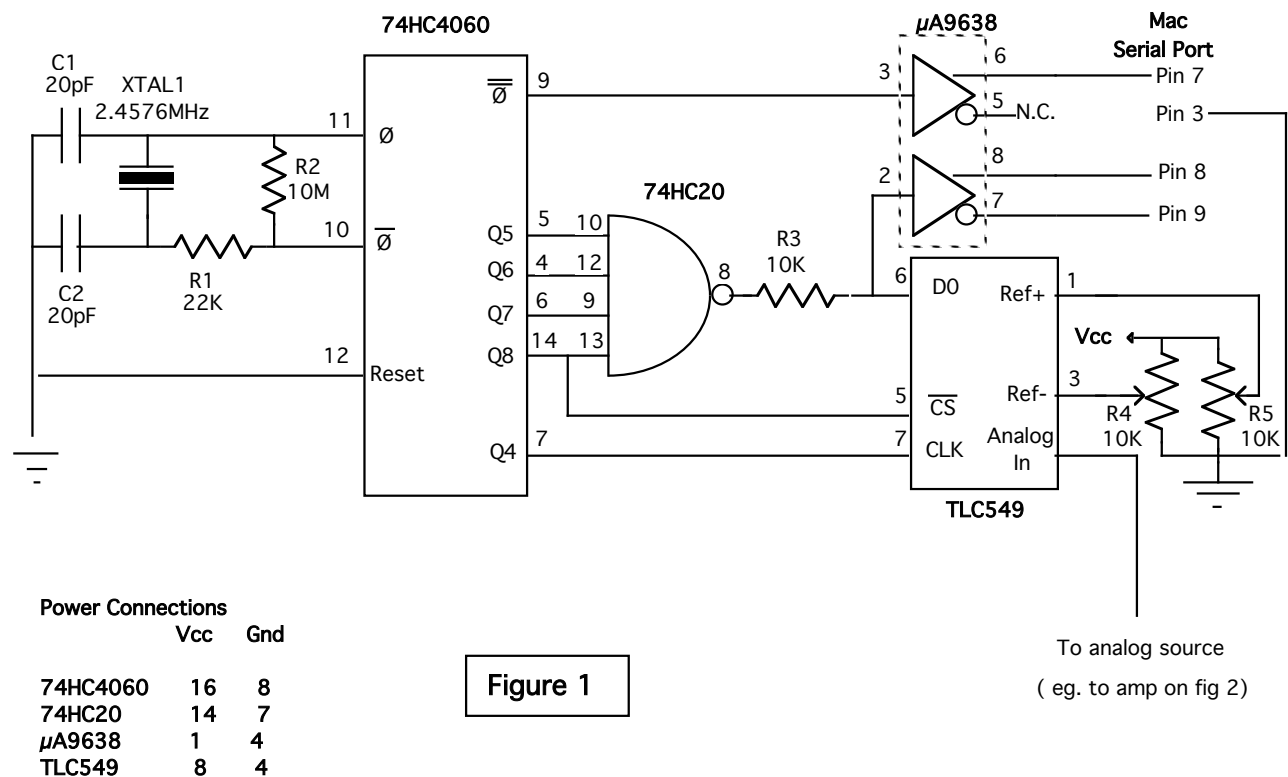 74HC4060
µA9638
Mac
Serial Port
C1
20pF
XTAL1
2.4576MHz
11
Ø
R2
10M
10
Ø
R1
22K
C2
20pF
12
Reset
Ø
9
3
6
5
N.C.
Pin 7
Pin 3
74HC20
2
8
7
Pin 8
Pin 9
Q5
5
10
Q6
4
12
Q7
6
9
Q8
14
13
8
R3
10K
6
D0
Ref+
1
Vcc
5
CS
Ref-
3
R4
10K
R5
10K
Q4
7
7
CLK
Analog
In
TLC549
To analog source
( eg. to amp on fig 2)
Power Connections
Vcc Gnd
74HC4060 16 8
74HC20 14 7
µA9638 1 4
TLC549 8 4
Figure 1